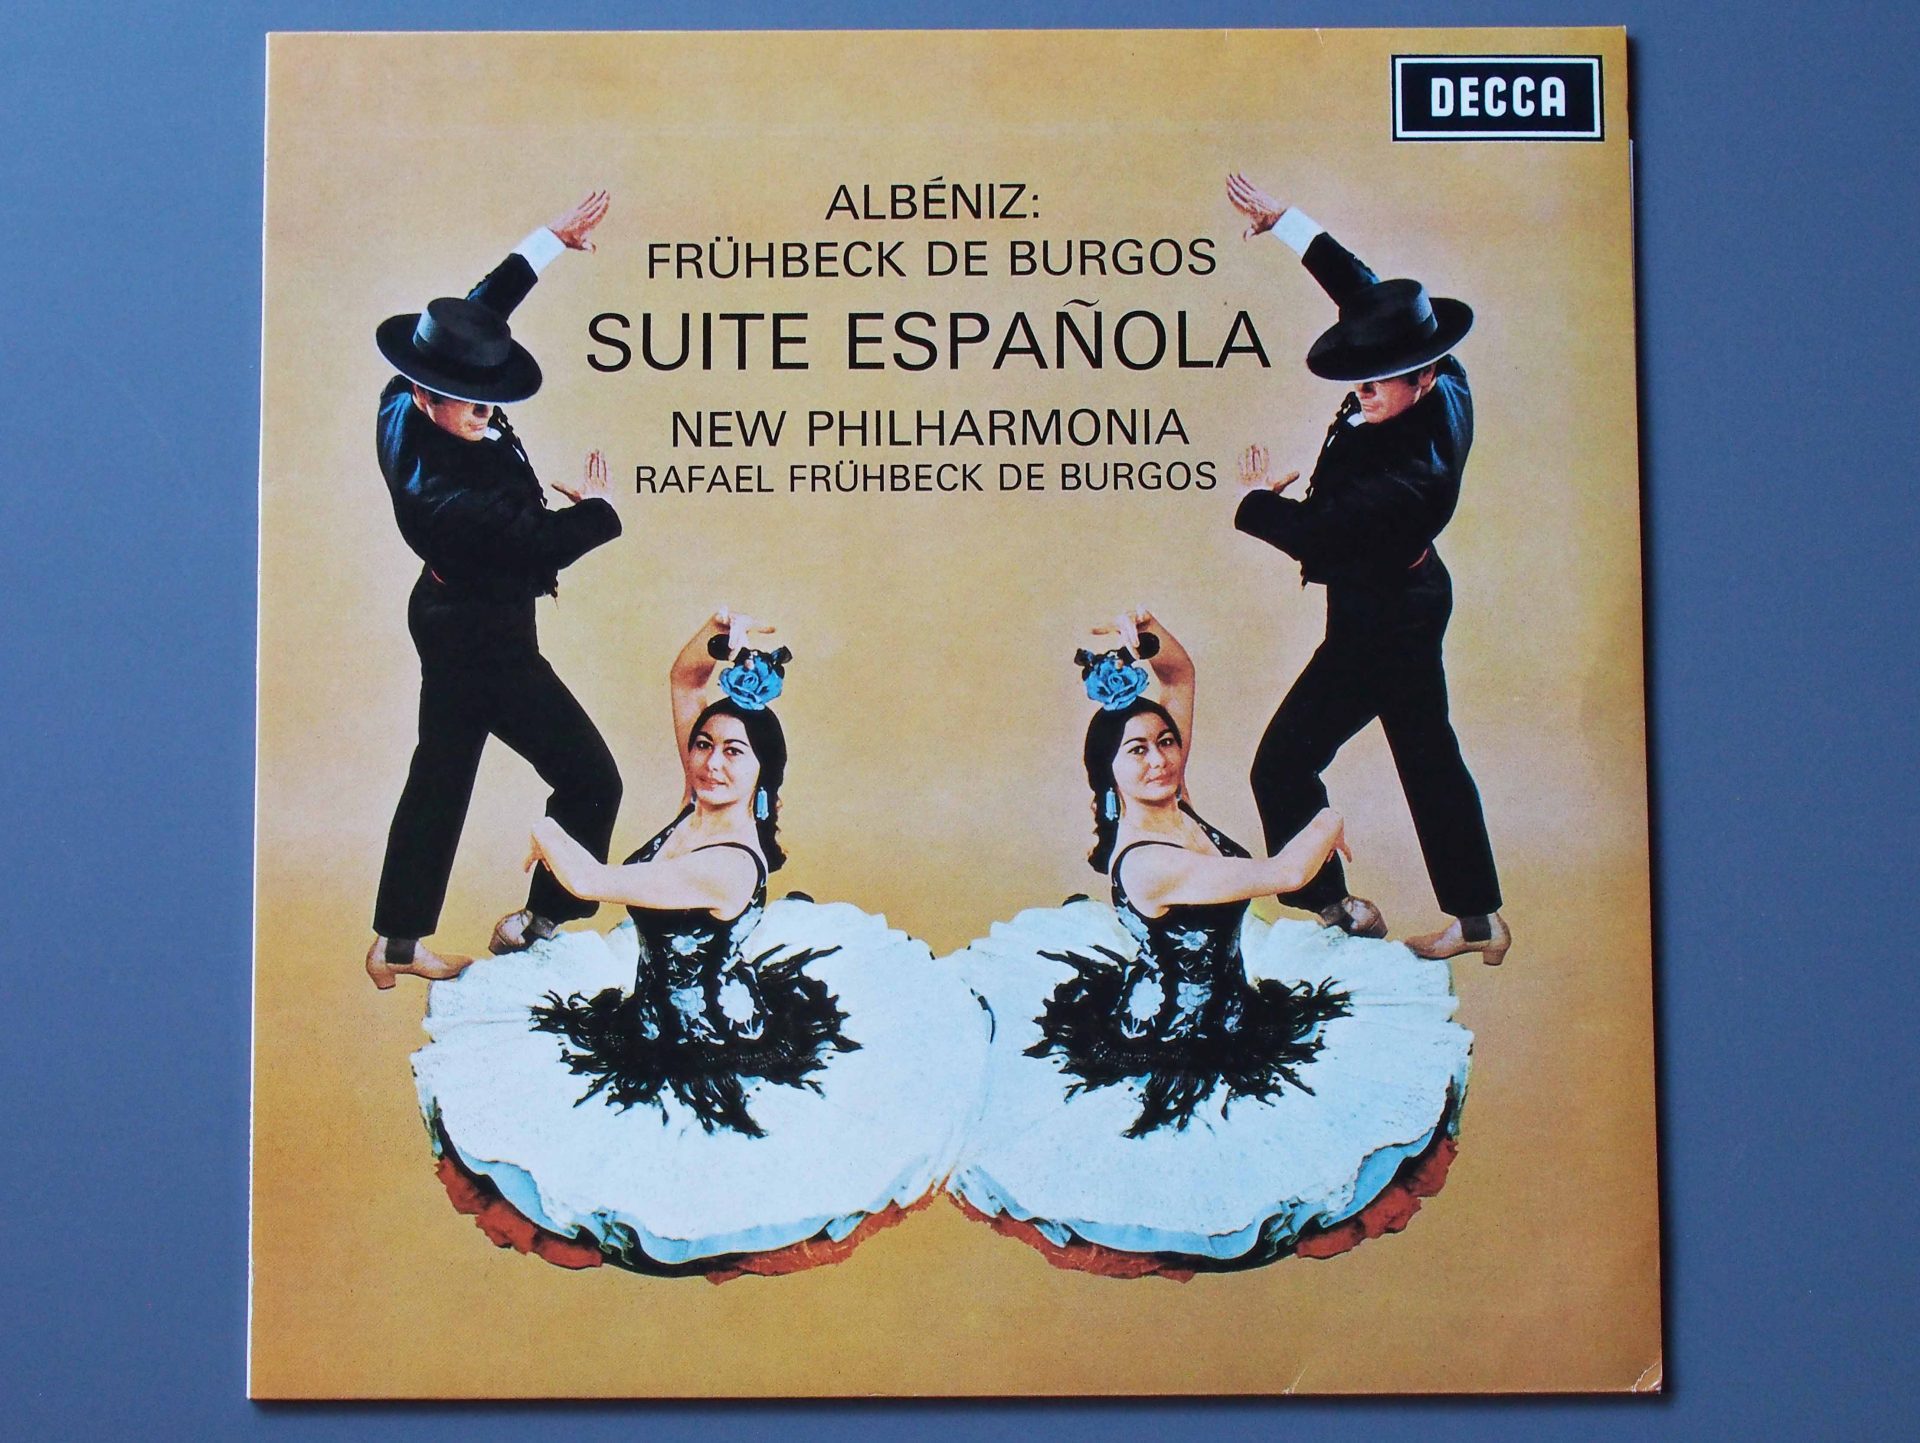 DECCA
ALBÉNIZ:
FRÜHBECK DE BURGOS
SUITE ESPAÑOLA
NEW PHILHARMONIA
RAFAEL FRÜHBECK DE BURGOS